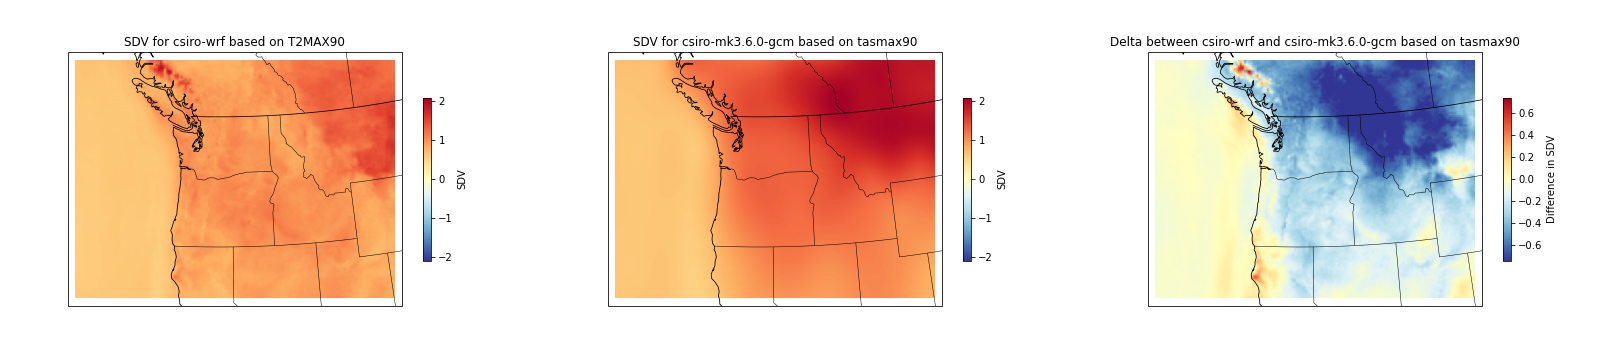 SDV for csiro-wrf based on T2MAX90
2
1
0
−1
−2
SDV
SDV for csiro-mk3.6.0-gcm based on tasmax90
2
1
0
−1
−2
SDV
Delta between csiro-wrf and csiro-mk3.6.0-gcm based on tasmax90
0.6
0.4
0.2
0.0
−0.2
−0.4
−0.6
Difference in SDV